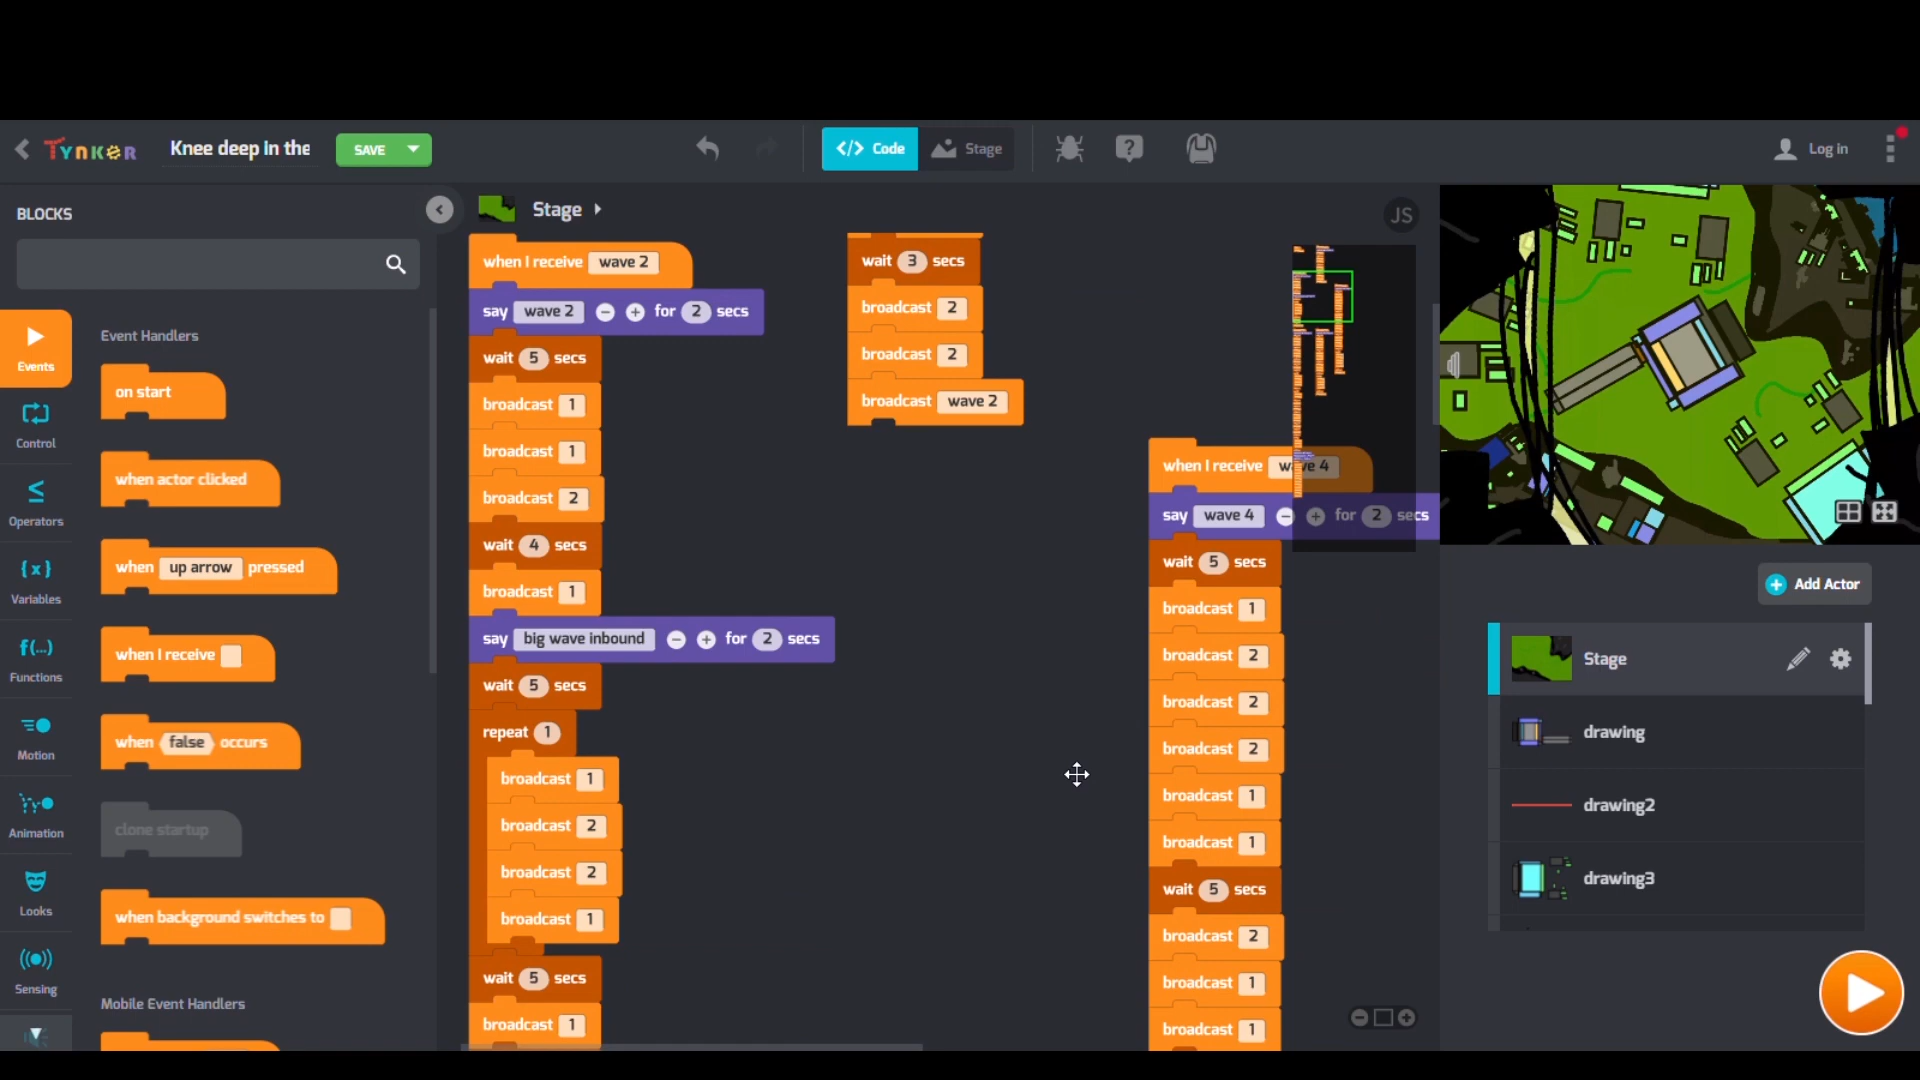 TYNKER
Knee deep in the
SAVE
</> Code
Stage
?
Log in
BLOCKS
Stage
JS
Events
Control
Operators
{ x }
Variables
f(...)
Functions
Motion
Animation
Looks
Sensing
Event Handlers
on start
when actor clicked
when up arrow pressed
when I receive
when false occurs
clone startup
when background switches to
Mobile Event Handlers
when I receive wave 2
say wave 2 − + for 2 secs
wait 5 secs
broadcast 1
broadcast 1
broadcast 2
wait 4 secs
broadcast 1
say big wave inbound − + for 2 secs
wait 5 secs
repeat 1
broadcast 1
broadcast 2
broadcast 2
broadcast 1
wait 5 secs
broadcast 1
wait 3 secs
broadcast 2
broadcast 2
broadcast wave 2
when I receive wave 4
say wave 4 − + for 2 secs
wait 5 secs
broadcast 1
broadcast 2
broadcast 2
broadcast 2
broadcast 1
broadcast 1
wait 5 secs
broadcast 2
broadcast 1
broadcast 1
Add Actor
Stage
drawing
drawing2
drawing3